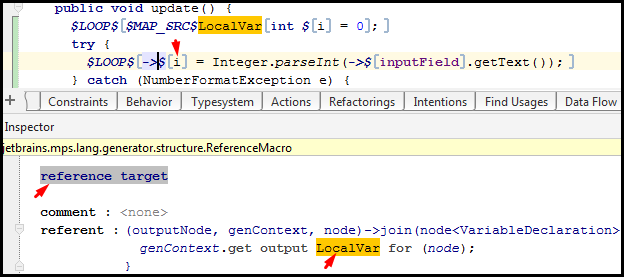 public void update() {
$LOOP$[$MAP_SRC$LocalVar[int $[i] = 0;]
try {
$LOOP$[->$[i] = Integer.parseInt(->$[inputField].getText());]
} catch (NumberFormatException e) {
+ Constraints Behavior Typesystem Actions Refactorings Intentions Find Usages Data Flow
Inspector
jetbrains.mps.lang.generator.structure.ReferenceMacro
reference target
comment : <none>
referent : (outputNode, genContext, node)->join(node<VariableDeclaration>
genContext.get output LocalVar for (node);
}